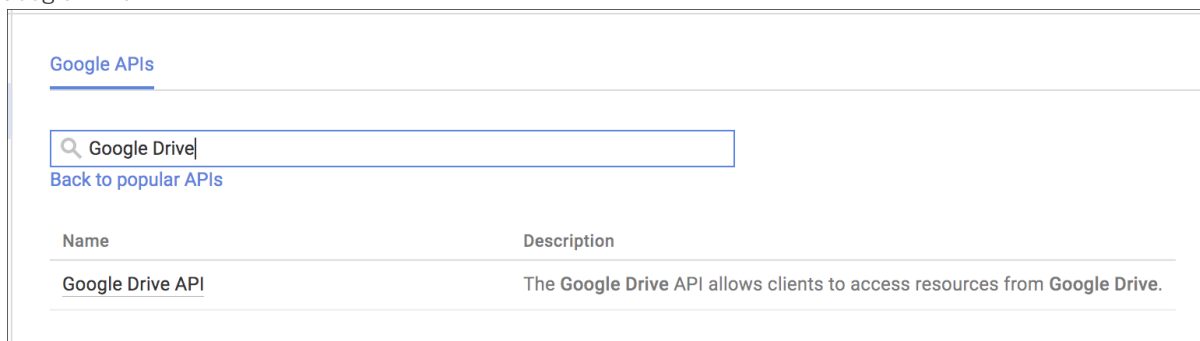 Google APIs
Google Drive
Back to popular APIs
Name Description
Google Drive API The Google Drive API allows clients to access resources from Google Drive.